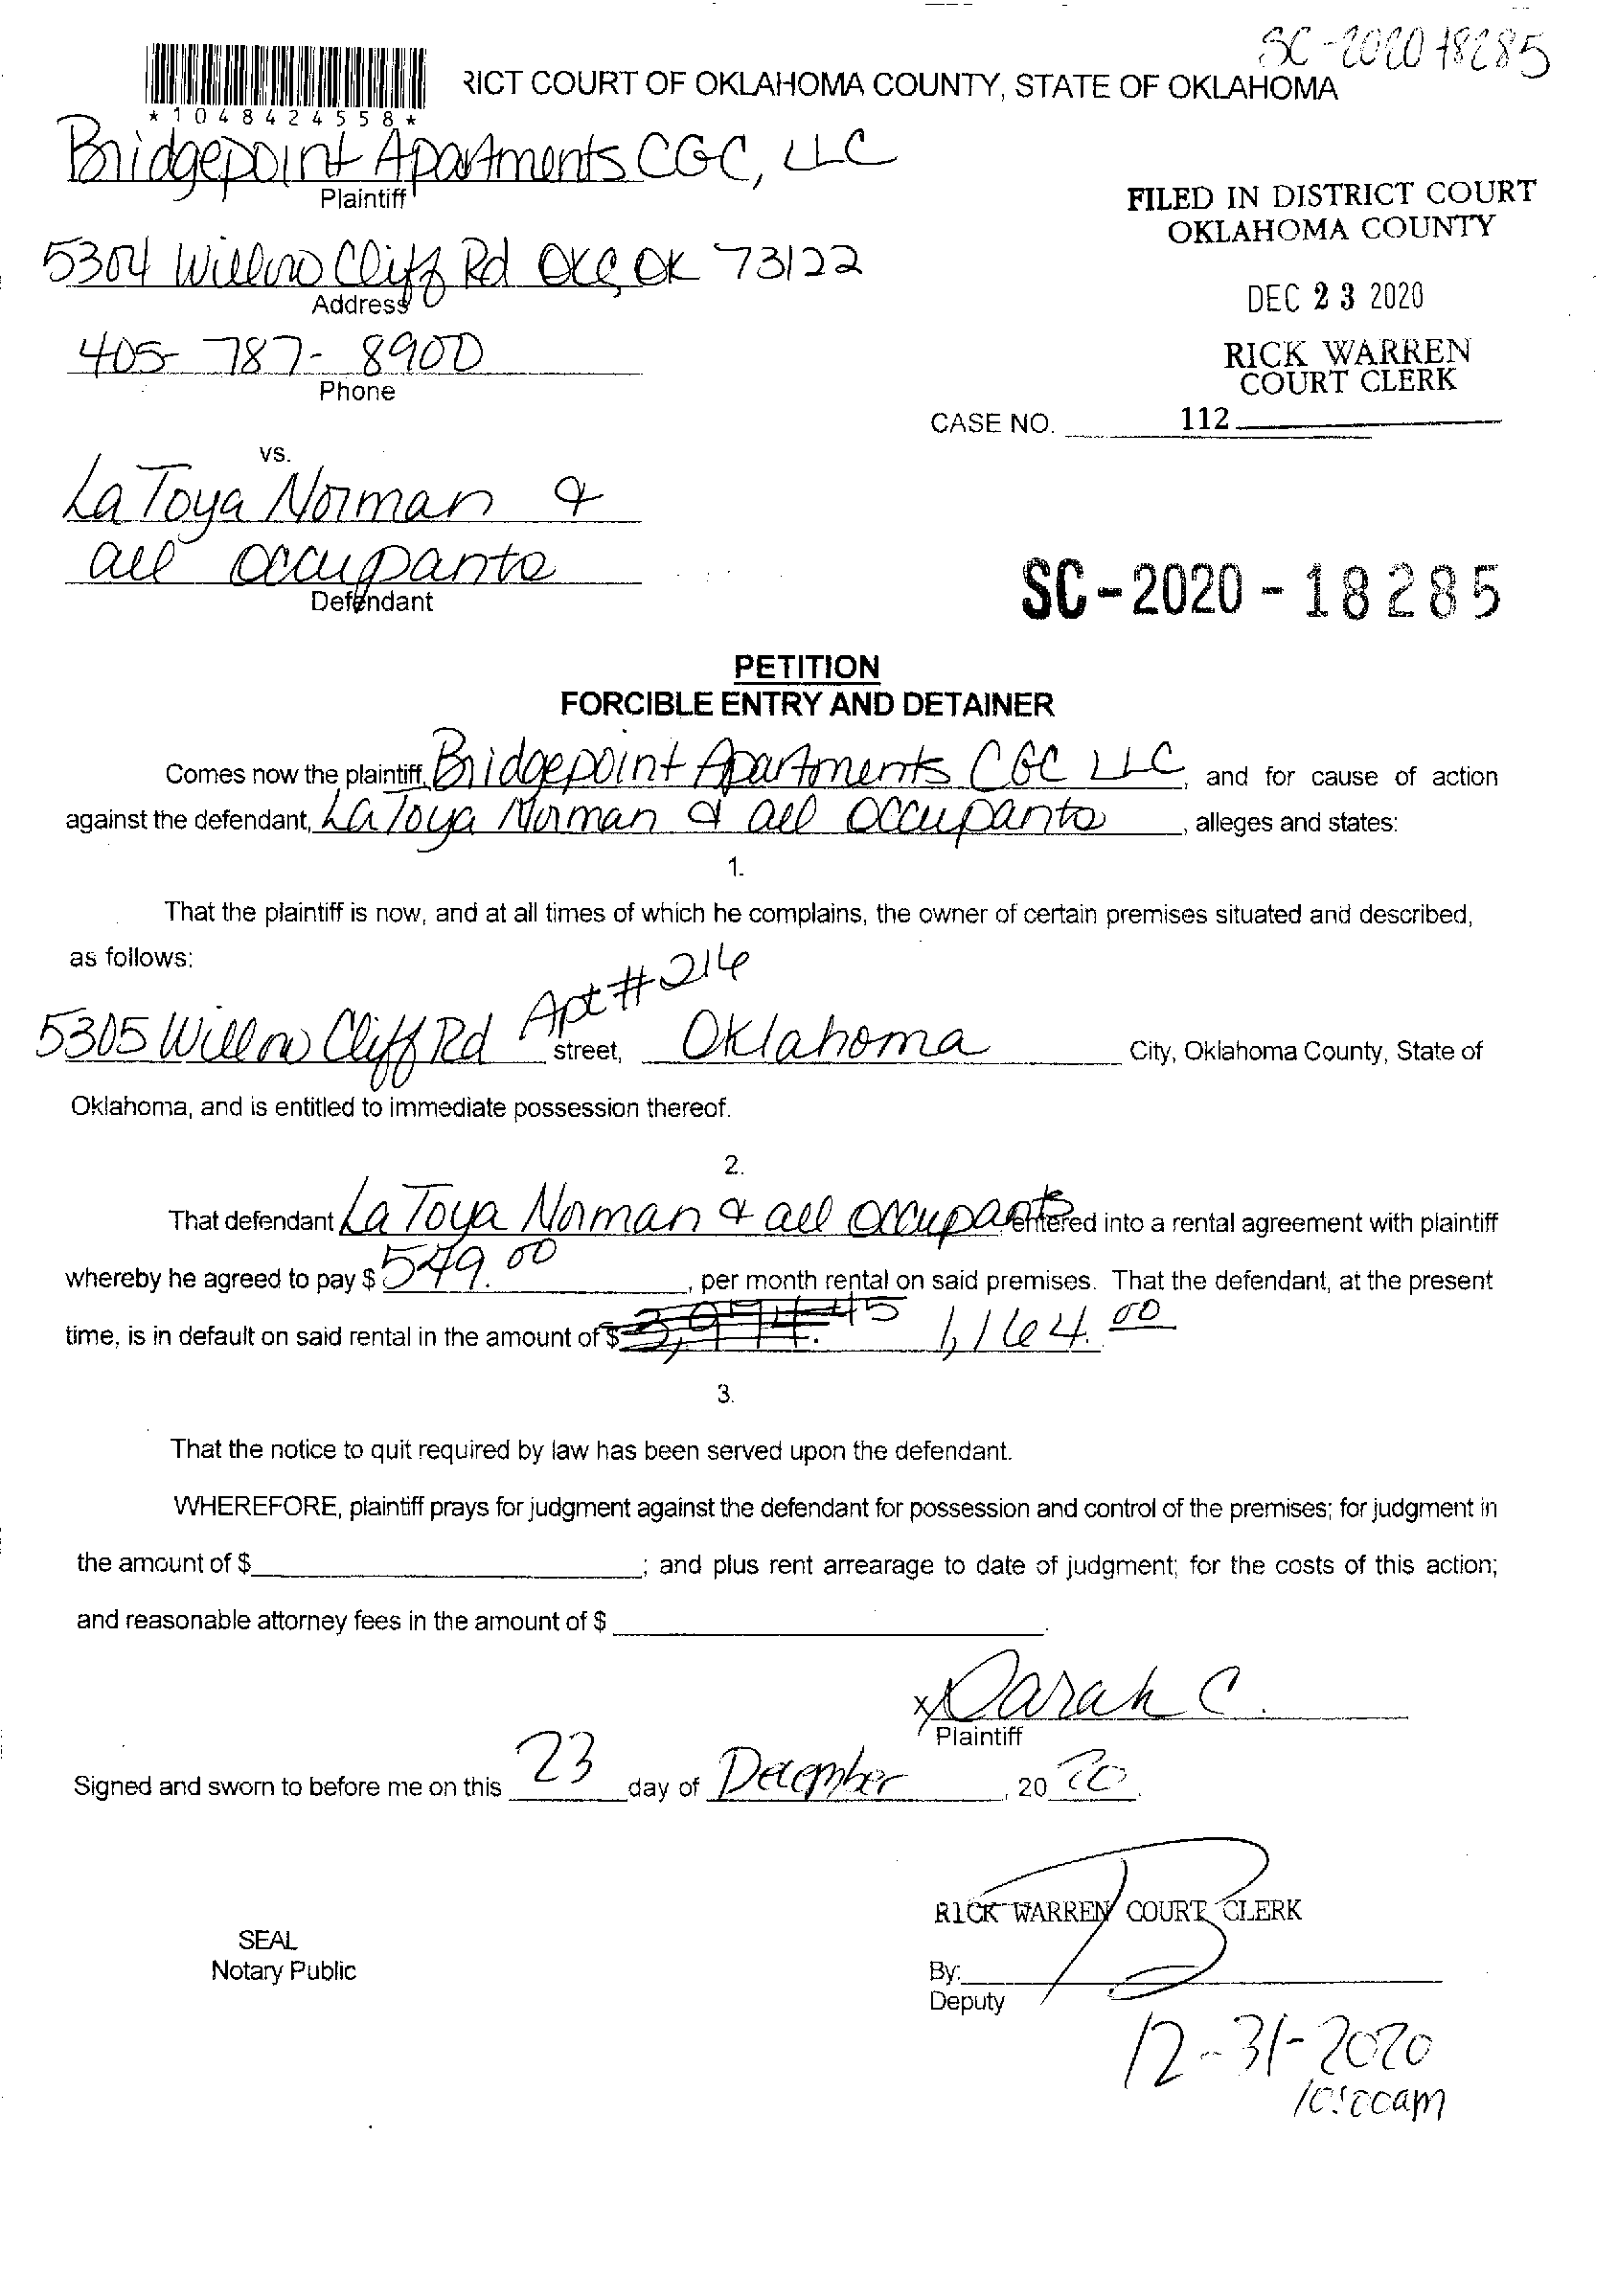 SC-2020 18285
RICT COURT OF OKLAHOMA COUNTY, STATE OF OKLAHOMA
*1048424558*
Bridgepoint Apartments CGC, LLC
Plaintiff
FILED IN DISTRICT COURT
OKLAHOMA COUNTY
5304 Willow Cliff Rd OKC, OK 73122
Address
DEC 23 2020
RICK WARREN
COURT CLERK
405-787-8900
Phone
CASE NO. 112
vs.
LaToya Norman &
all occupants
Defendant
SC-2020-18285
PETITION
FORCIBLE ENTRY AND DETAINER
Comes now the plaintiff, Bridgepoint Apartments CGC LLC, and for cause of action
against the defendant, LaToya Norman & all occupants, alleges and states:
1.
That the plaintiff is now, and at all times of which he complains, the owner of certain premises situated and described,
as follows:
5305 Willow Cliff Rd Apt #216 street, Oklahoma City, Oklahoma County, State of
Oklahoma, and is entitled to immediate possession thereof.
2.
That defendant LaToya Norman & all occupants entered into a rental agreement with plaintiff
whereby he agreed to pay $ 549.00, per month rental on said premises. That the defendant, at the present
time, is in default on said rental in the amount of $ 1,164.00
3.
That the notice to quit required by law has been served upon the defendant.
WHEREFORE, plaintiff prays for judgment against the defendant for possession and control of the premises; for judgment in
the amount of $ ; and plus rent arrearage to date of judgment; for the costs of this action;
and reasonable attorney fees in the amount of $ .
x Sarah C.
Plaintiff
Signed and sworn to before me on this 23 day of December, 2020.
RICK WARREN COURT CLERK
SEAL
Notary Public
By:
Deputy
12-31-2020
10:00am